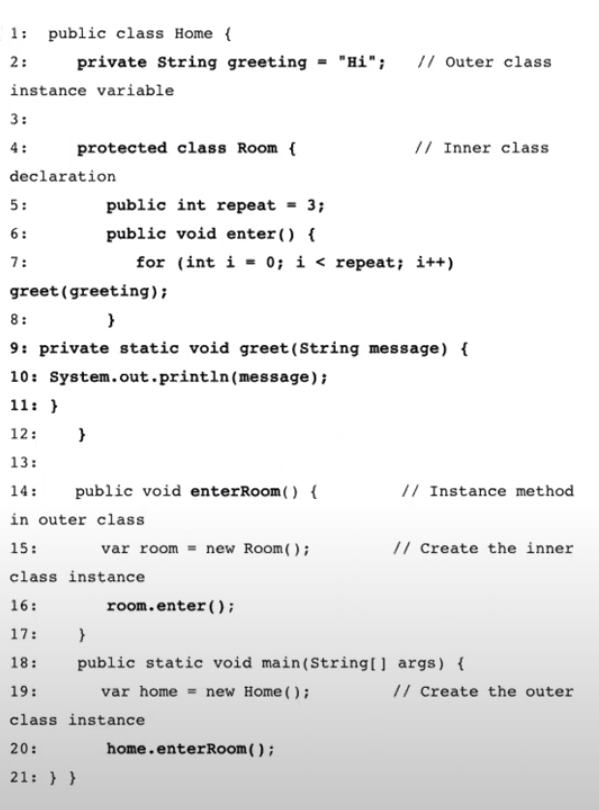 1:  public class Home {
2:     private String greeting = "Hi";   // Outer class
instance variable
3:
4:     protected class Room {            // Inner class
declaration
5:        public int repeat = 3;
6:        public void enter() {
7:           for (int i = 0; i < repeat; i++)
greet(greeting);
8:        }
9: private static void greet(String message) {
10: System.out.println(message);
11: }
12:    }
13:
14:    public void enterRoom() {         // Instance method
in outer class
15:       var room = new Room();         // Create the inner
class instance
16:       room.enter();
17:    }
18:    public static void main(String[] args) {
19:       var home = new Home();         // Create the outer
class instance
20:       home.enterRoom();
21: } }